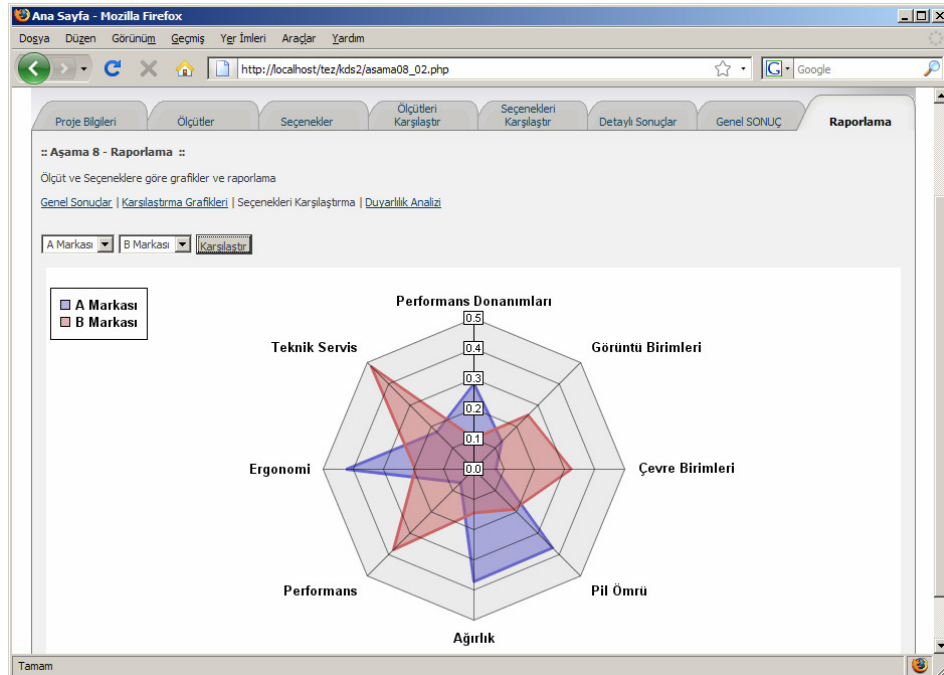 Ana Sayfa - Mozilla Firefox
Dosya Düzen Görünüm Geçmiş Yer İmleri Araçlar Yardım
http://localhost/tez/kds2/asama08_02.php
G Google
Proje Bilgileri
Ölçütler
Seçenekler
Ölçütleri
Karşılaştır
Seçenekleri
Karşılaştır
Detaylı Sonuçlar
Genel SONUÇ
Raporlama
:: Aşama 8 - Raporlama ::
Ölçüt ve Seçeneklere göre grafikler ve raporlama
Genel Sonuçlar | Karşılaştırma Grafikleri | Seçenekleri Karşılaştırma | Duyarlılık Analizi
A Markası B Markası Karşılaştır
A Markası
B Markası
Performans Donanımları
0.5
Teknik Servis
Görüntü Birimleri
0.4
0.3
0.2
0.1
Ergonomi
0.0
Çevre Birimleri
Performans
Pil Ömrü
Ağırlık
Tamam